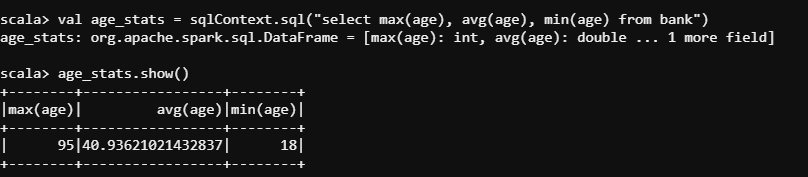 scala> val age_stats = sqlContext.sql("select max(age), avg(age), min(age) from bank")
age_stats: org.apache.spark.sql.DataFrame = [max(age): int, avg(age): double ... 1 more field]
scala> age_stats.show()
+--------+-----------------+--------+
|max(age)|         avg(age)|min(age)|
+--------+-----------------+--------+
|      95|40.93621021432837|      18|
+--------+-----------------+--------+